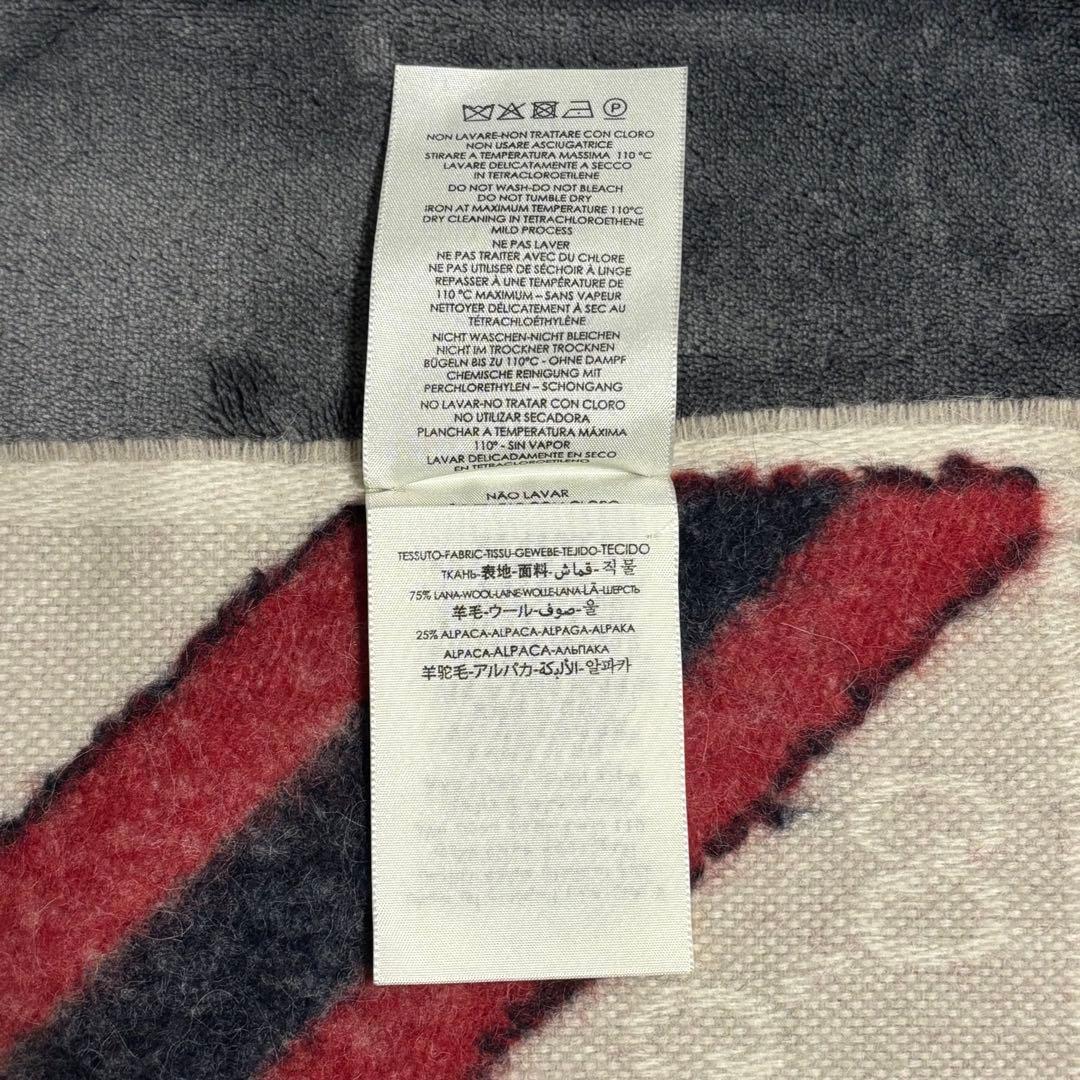 P
NON LAVARE-NON TRATTARE CON CLORO
NON USARE ASCIUGATRICE
STIRARE A TEMPERATURA MASSIMA 110 °C
LAVARE DELICATAMENTE A SECCO
IN TETRACLOROETILENE
DO NOT WASH-DO NOT BLEACH
DO NOT TUMBLE DRY
IRON AT MAXIMUM TEMPERATURE 110°C
DRY CLEANING IN TETRACHLOROETHENE
MILD PROCESS
NE PAS LAVER
NE PAS TRAITER AVEC DU CHLORE
NE PAS UTILISER DE SÉCHOIR À LINGE
REPASSER À UNE TEMPÉRATURE DE
110 °C MAXIMUM – SANS VAPEUR
NETTOYER DÉLICATEMENT À SEC AU
TÉTRACHLOÉTHYLÈNE
NICHT WASCHEN-NICHT BLEICHEN
NICHT IM TROCKNER TROCKNEN
BÜGELN BIS ZU 110°C - OHNE DAMPF
CHEMISCHE REINIGUNG MIT
PERCHLORETHYLEN – SCHONGANG
NO LAVAR-NO TRATAR CON CLORO
NO UTILIZAR SECADORA
PLANCHAR A TEMPERATURA MÁXIMA
110° - SIN VAPOR
LAVAR DELICADAMENTE EN SECO
EN TETRACLOROETILENO
NÃO LAVAR
COM CLORO
TESSUTO-FABRIC-TISSU-GEWEBE-TEJIDO-TECIDO
ТКАНЬ-表地-面料-قماش-직물
75% LANA-WOOL-LAINE-WOLLE-LANA-LÃ-ШЕРСТЬ
羊毛-ウール-صوف-울
25% ALPACA-ALPACA-ALPAGA-ALPAKA
ALPACA-ALPACA-АЛЬПАКА
羊驼毛-アルパカ-الألبكة-알파카